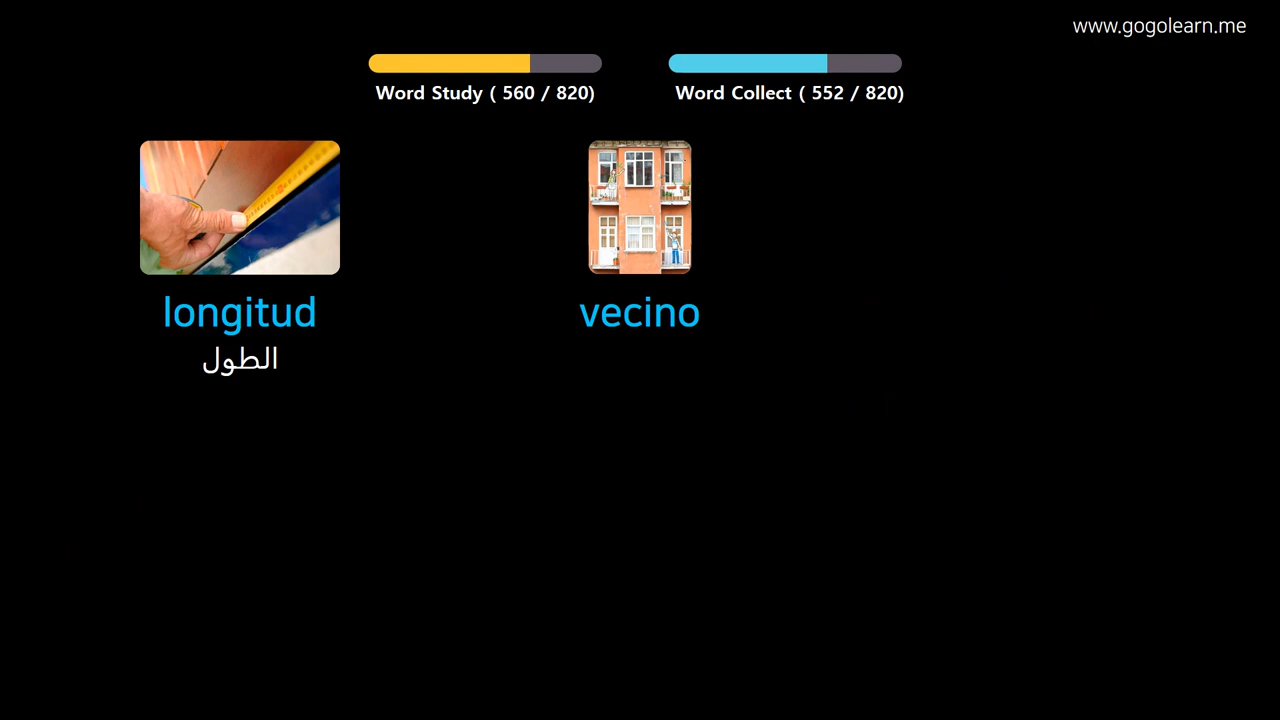 www.gogolearn.me
Word Study ( 560 / 820)
Word Collect ( 552 / 820)
longitud
الطول
vecino